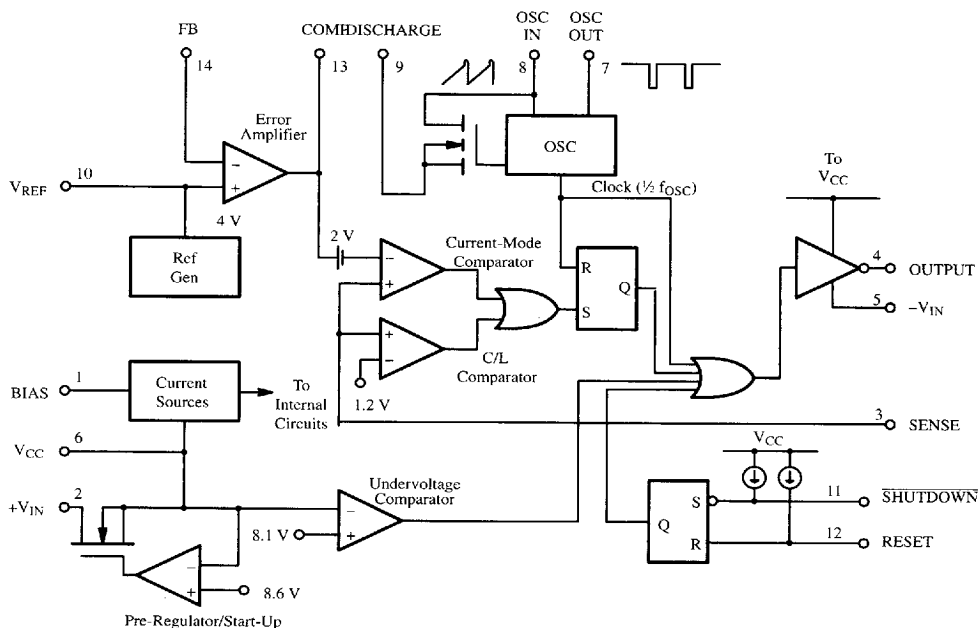 FB
14
COMP
DISCHARGE
13
9
OSC
IN
8
OSC
OUT
7
Error
Amplifier
−
+
10
V_REF
4 V
Ref
Gen
OSC
Clock (½ f_OSC)
To
V_CC
2 V
−
+
Current-Mode
Comparator
R
Q
S
4
OUTPUT
5
−V_IN
+
−
C/L
Comparator
1.2 V
BIAS
1
Current
Sources
To
Internal
Circuits
3
SENSE
V_CC
6
+V_IN
2
Undervoltage
Comparator
−
+
8.1 V
V_CC
S
Q
R
11
SHUTDOWN
12
RESET
−
+
8.6 V
Pre-Regulator/Start-Up